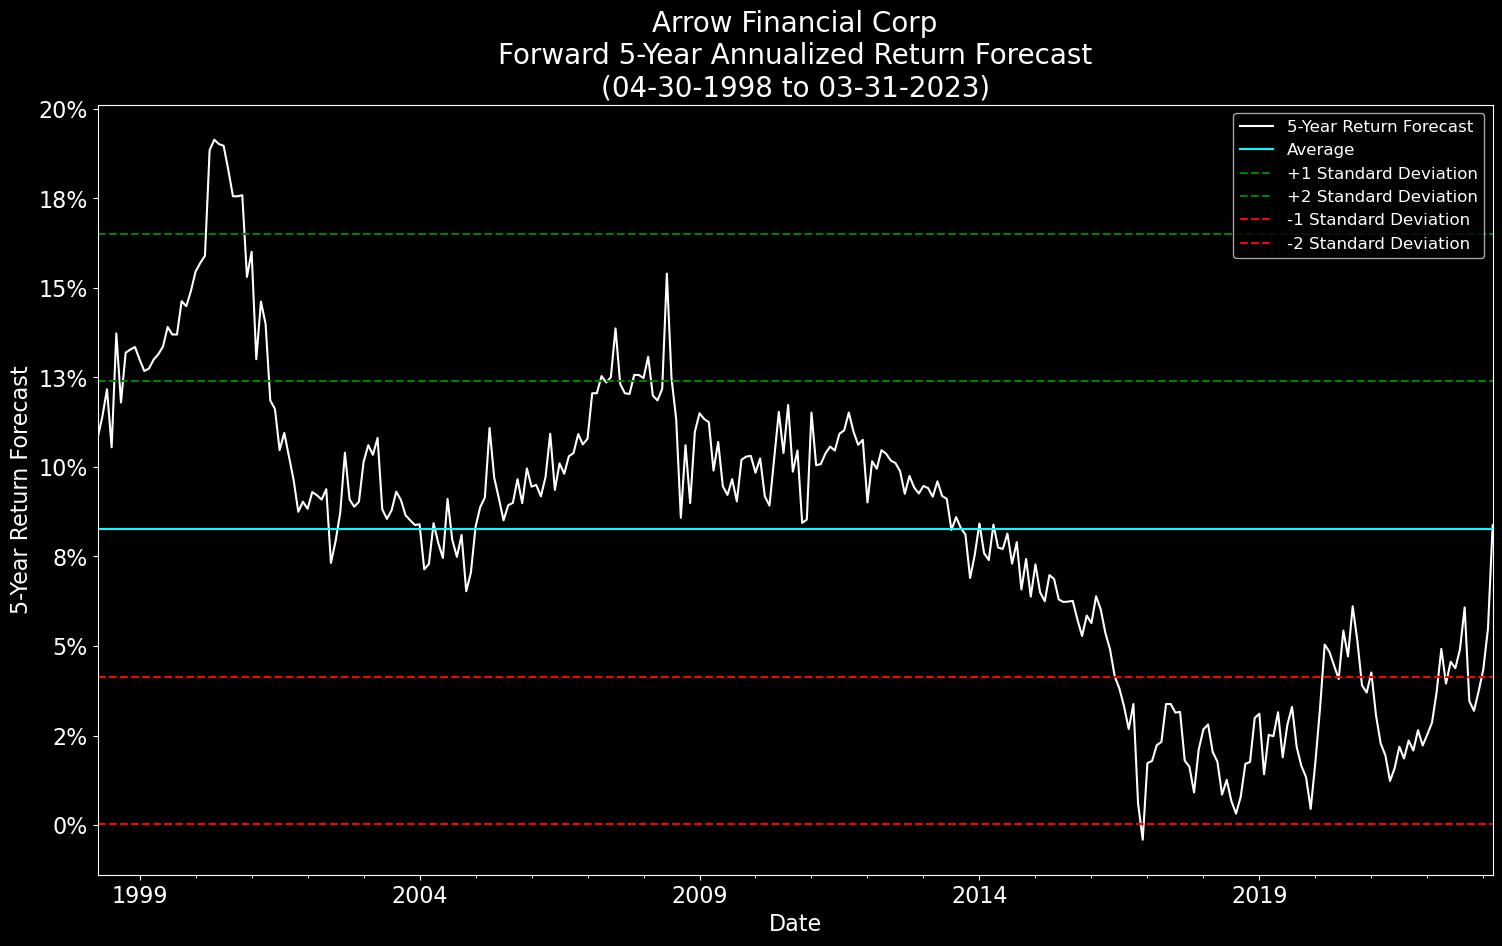 Arrow Financial Corp
Forward 5-Year Annualized Return Forecast
(04-30-1998 to 03-31-2023)
20%
18%
15%
13%
10%
8%
5%
2%
0%
5-Year Return Forecast
5-Year Return Forecast
Average
+1 Standard Deviation
+2 Standard Deviation
-1 Standard Deviation
-2 Standard Deviation
1999 2004 2009 2014 2019
Date